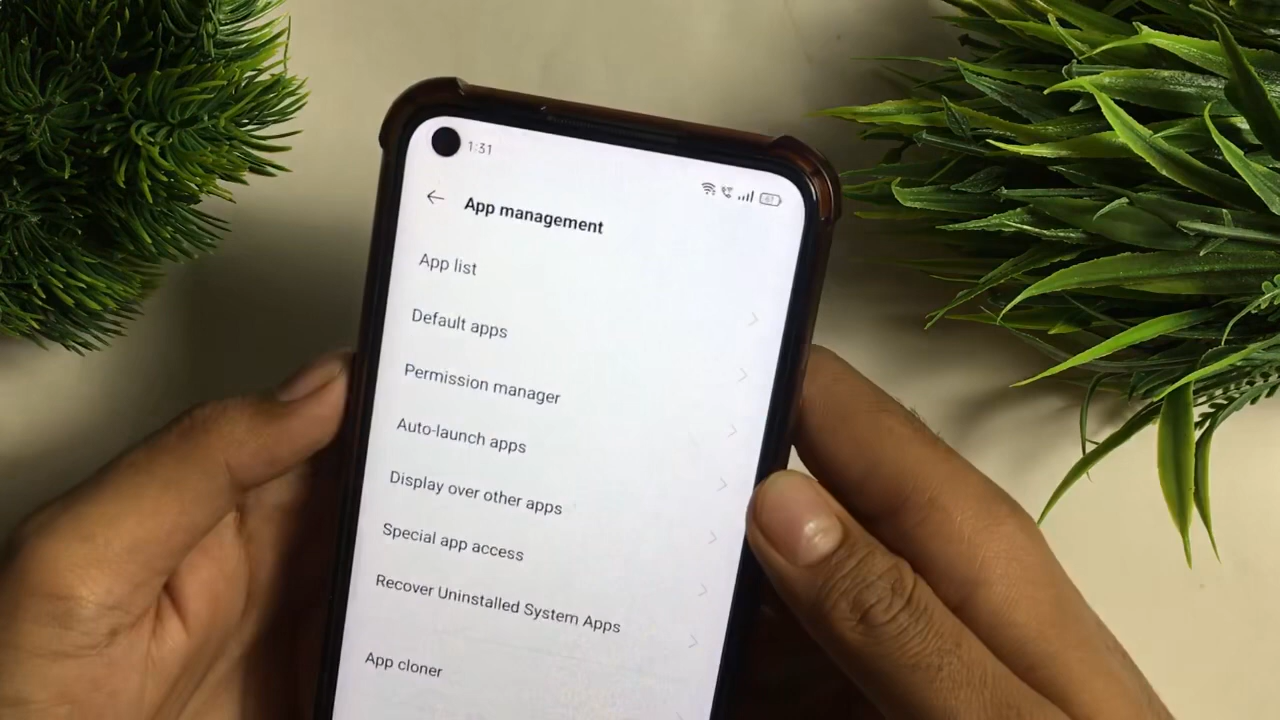 1:31
App management
App list
Default apps
Permission manager
Auto-launch apps
Display over other apps
Special app access
Recover Uninstalled System Apps
App cloner